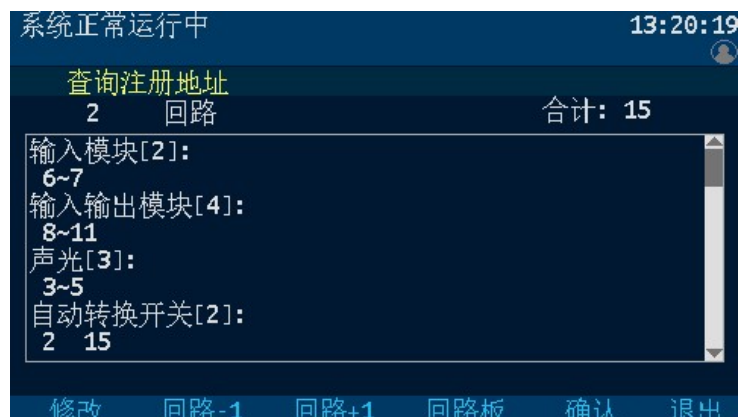 系统正常运行中 13:20:19
查询注册地址
2 回路 合计: 15
输入模块[2]:
6~7
输入输出模块[4]:
8~11
声光[3]:
3~5
自动转换开关[2]:
2 15
修改 回路-1 回路+1 回路板 确认 退出